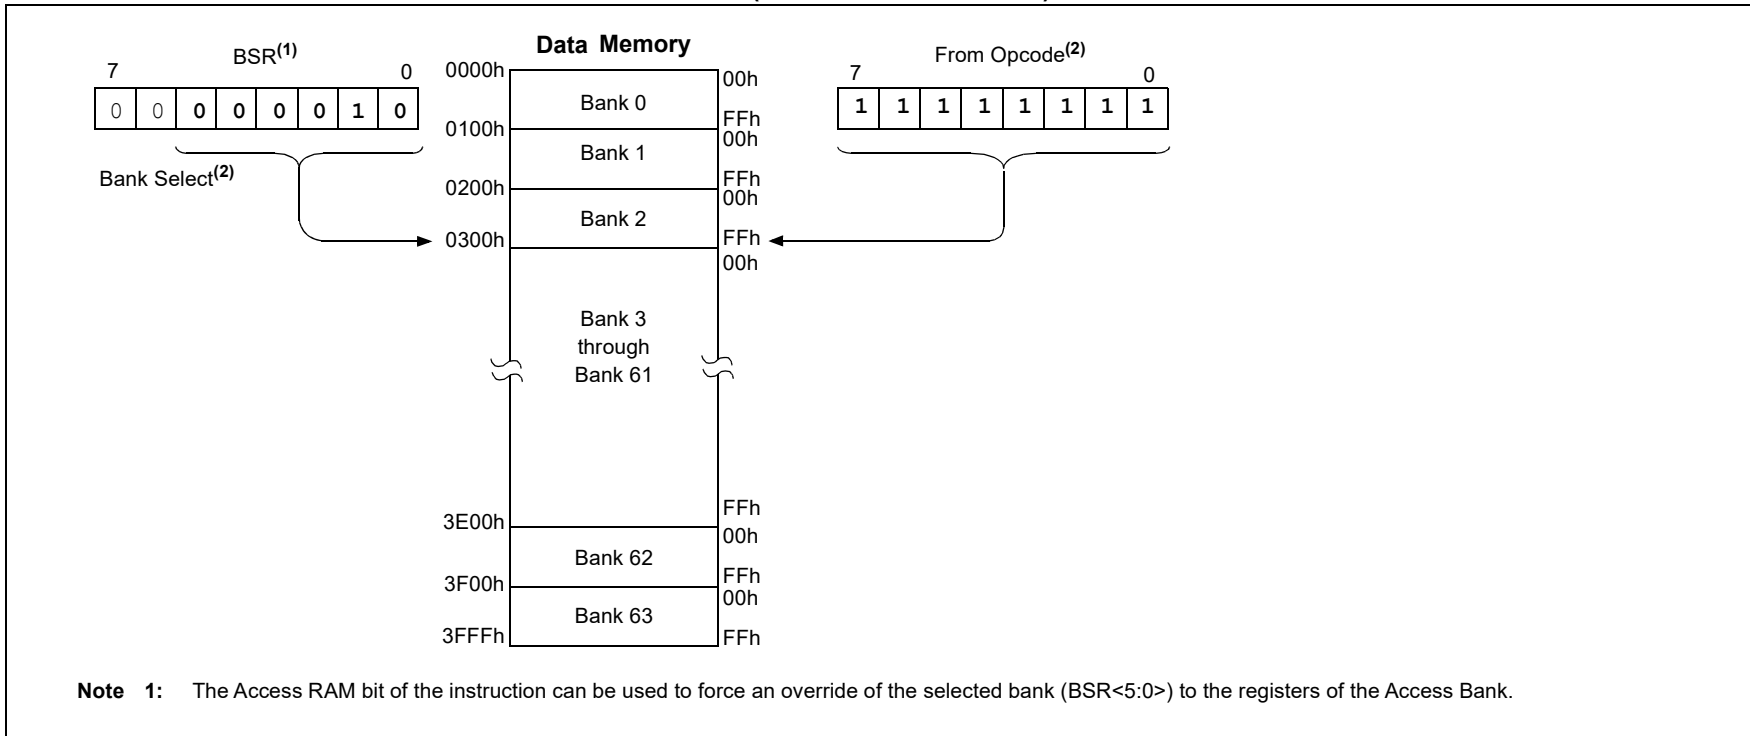 Data Memory
BSR(1)
7 0
0 0 0 0 0 0 1 0
Bank Select(2)
From Opcode(2)
7 0
1 1 1 1 1 1 1 1
0000h
Bank 0
00h
FFh
0100h
Bank 1
00h
FFh
0200h
Bank 2
00h
FFh
0300h
00h
Bank 3
through
Bank 61
FFh
3E00h
Bank 62
00h
FFh
3F00h
Bank 63
00h
3FFFh
FFh
Note 1: The Access RAM bit of the instruction can be used to force an override of the selected bank (BSR<5:0>) to the registers of the Access Bank.